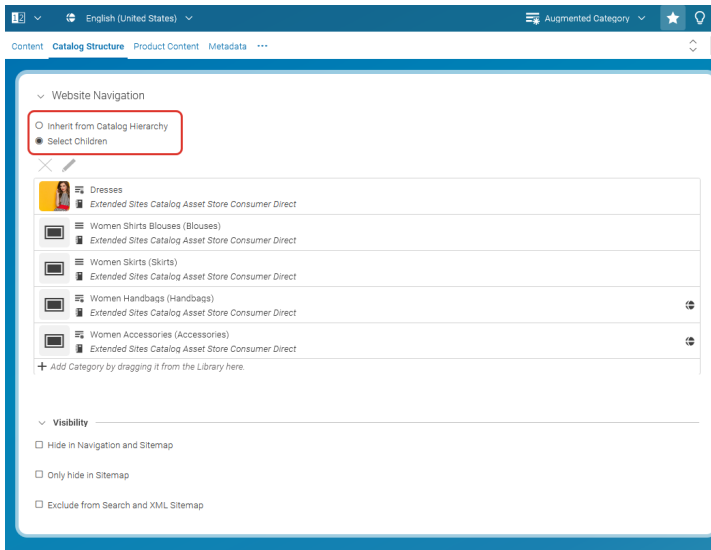 English (United States)
Augmented Category
Content Catalog Structure Product Content Metadata ···
Website Navigation
Inherit from Catalog Hierarchy
Select Children
Dresses
Extended Sites Catalog Asset Store Consumer Direct
Women Shirts Blouses (Blouses)
Extended Sites Catalog Asset Store Consumer Direct
Women Skirts (Skirts)
Extended Sites Catalog Asset Store Consumer Direct
Women Handbags (Handbags)
Extended Sites Catalog Asset Store Consumer Direct
Women Accessories (Accessories)
Extended Sites Catalog Asset Store Consumer Direct
Add Category by dragging it from the Library here.
Visibility
Hide in Navigation and Sitemap
Only hide in Sitemap
Exclude from Search and XML Sitemap